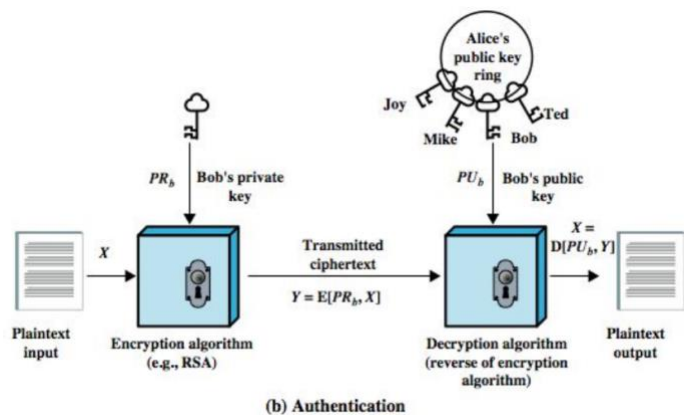 Alice's
public key
ring
Joy
Mike
Bob
Ted
PR_b
Bob's private
key
PU_b
Bob's public
key
X
Transmitted
ciphertext
Y = E[PR_b, X]
X =
D[PU_b, Y]
Plaintext
input
Encryption algorithm
(e.g., RSA)
Decryption algorithm
(reverse of encryption
algorithm)
Plaintext
output
(b) Authentication